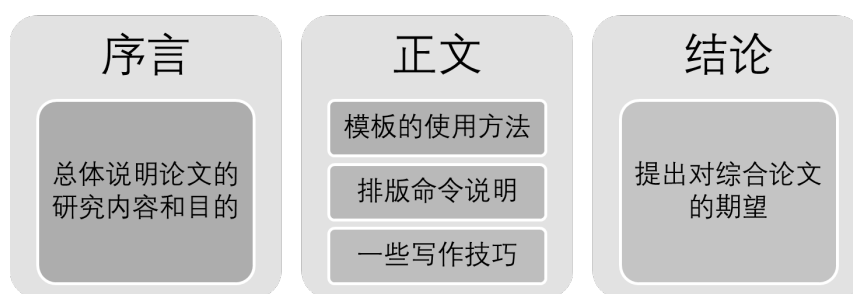 序言
总体说明论文的
研究内容和目的
正文
模板的使用方法
排版命令说明
一些写作技巧
结论
提出对综合论文
的期望